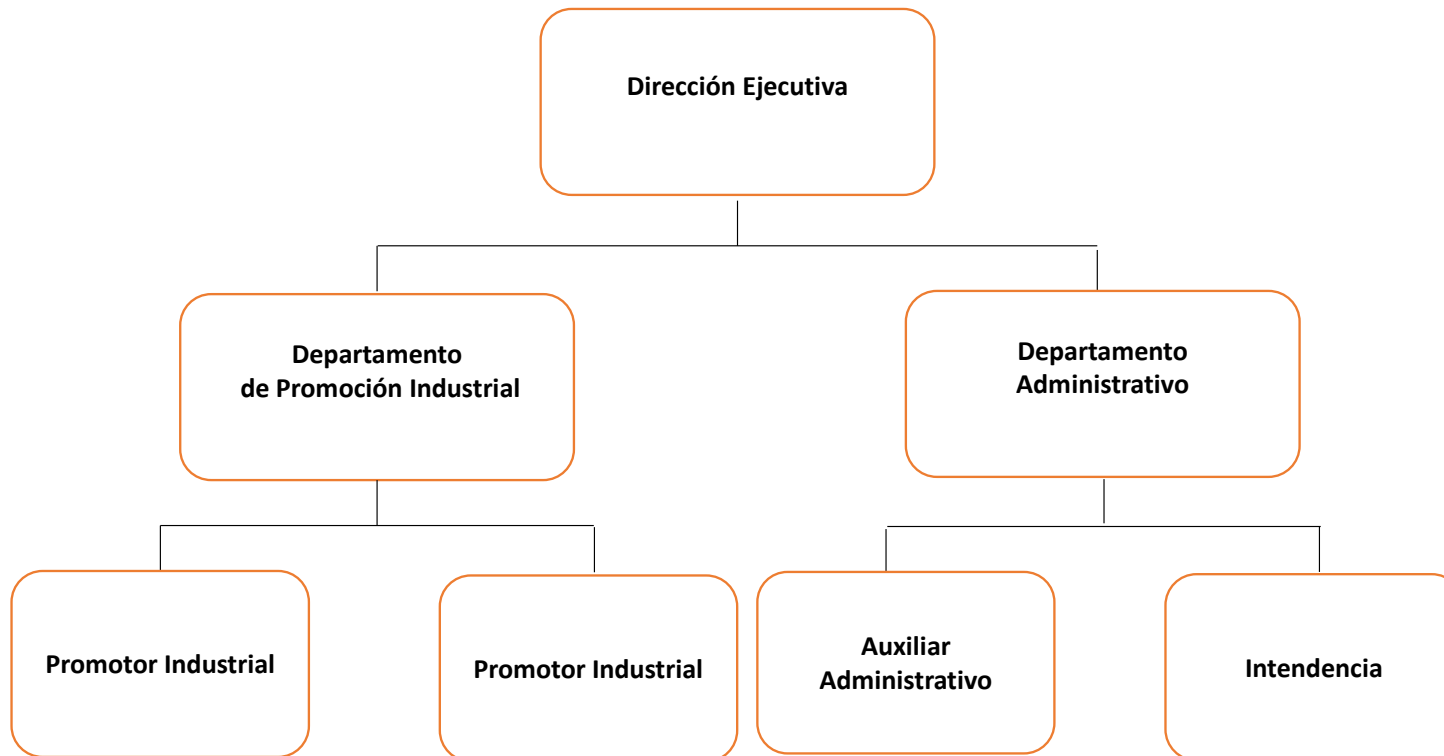 Dirección Ejecutiva
Departamento
de Promoción Industrial
Departamento
Administrativo
Promotor Industrial
Promotor Industrial
Auxiliar
Administrativo
Intendencia